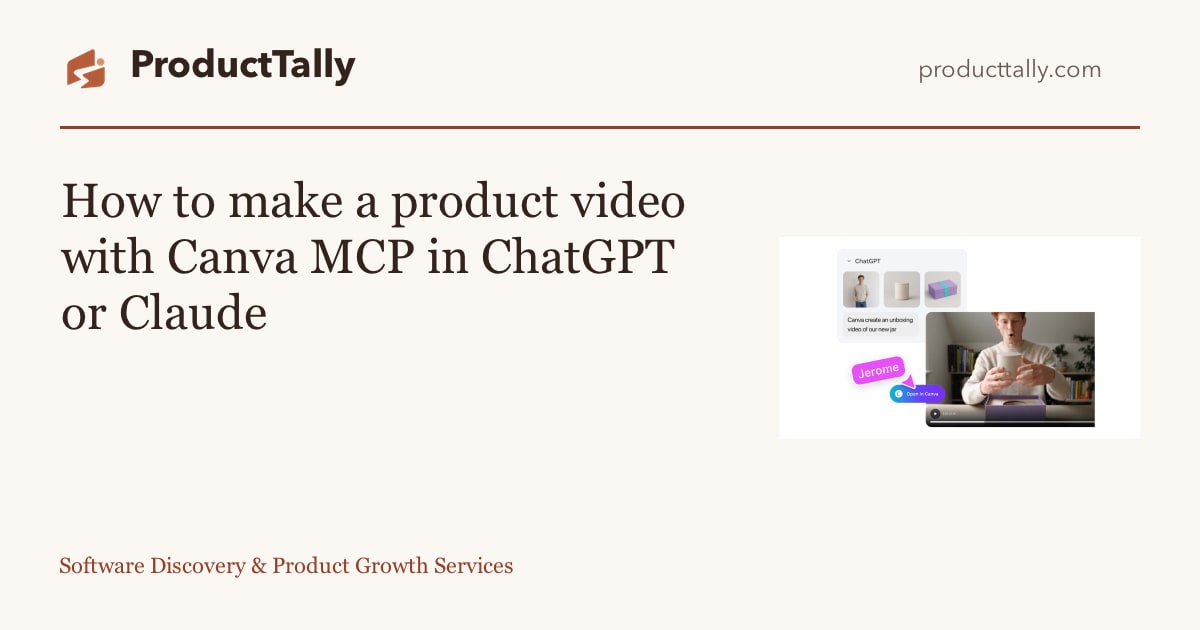 ProductTally
producttally.com
How to make a product video
with Canva MCP in ChatGPT
or Claude
ChatGPT
Canva create an unboxing
video of our new jar
Jerome
Open in Canva
Software Discovery & Product Growth Services